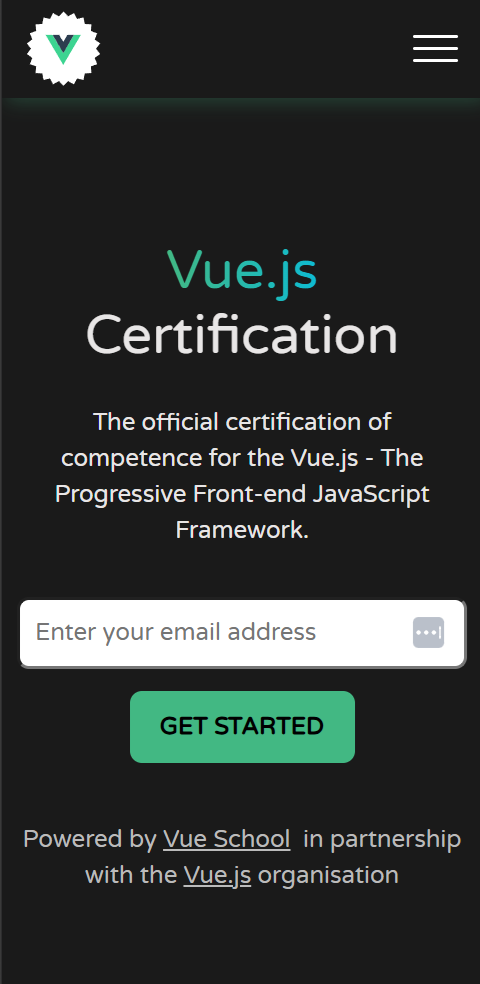 Vue.js
Certification
The official certification of
competence for the Vue.js - The
Progressive Front-end JavaScript
Framework.
Enter your email address
GET STARTED
Powered by Vue School in partnership
with the Vue.js organisation